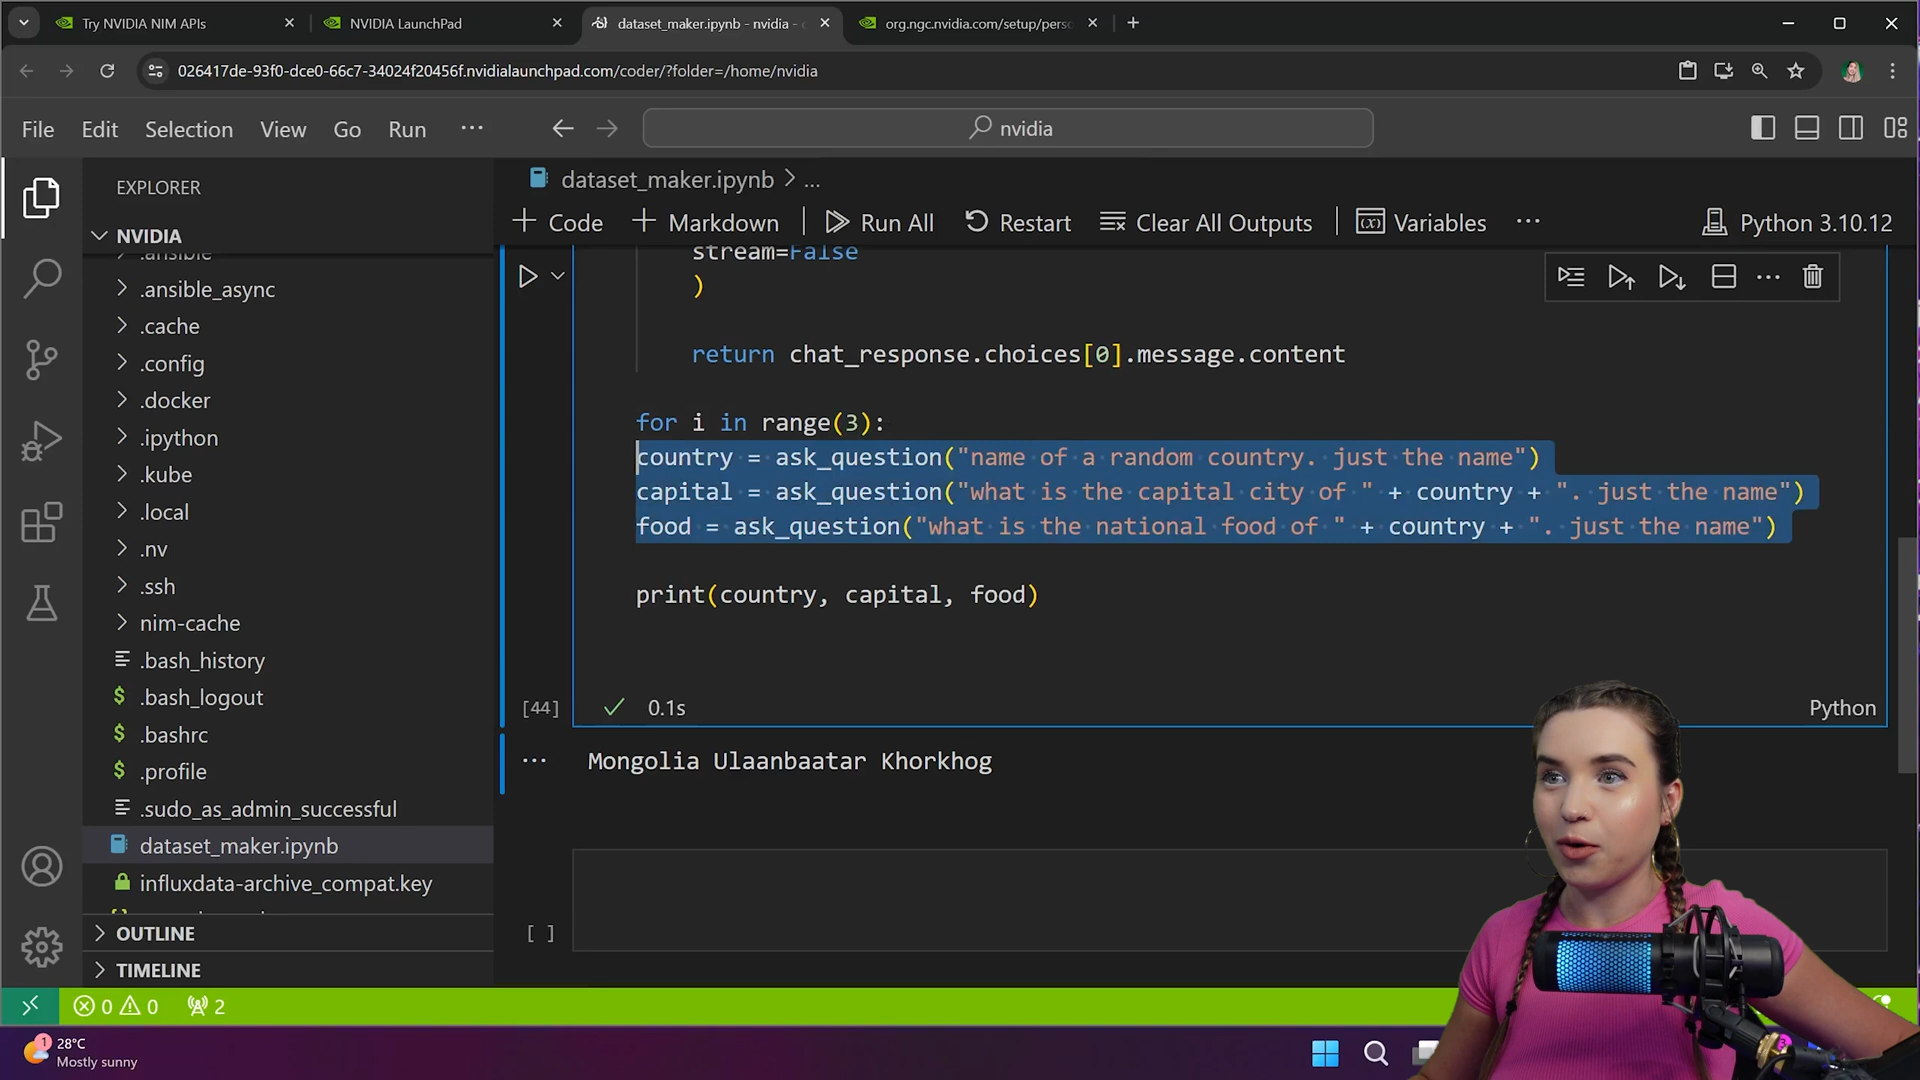 Try NVIDIA NIM APIs
NVIDIA LaunchPad
dataset_maker.ipynb - nvidia -
org.ngc.nvidia.com/setup/pers
026417de-93f0-dce0-66c7-34024f20456f.nvidialaunchpad.com/coder/?folder=/home/nvidia
File Edit Selection View Go Run ...
nvidia
EXPLORER
NVIDIA
.ansible
.ansible_async
.cache
.config
.docker
.ipython
.kube
.local
.nv
.ssh
nim-cache
.bash_history
.bash_logout
.bashrc
.profile
.sudo_as_admin_successful
dataset_maker.ipynb
influxdata-archive_compat.key
OUTLINE
TIMELINE
dataset_maker.ipynb > ...
+ Code + Markdown Run All Restart Clear All Outputs Variables ... Python 3.10.12
stream=False
)
return chat_response.choices[0].message.content
for i in range(3):
country = ask_question("name of a random country. just the name")
capital = ask_question("what is the capital city of " + country + ". just the name")
food = ask_question("what is the national food of " + country + ". just the name")
print(country, capital, food)
[44] 0.1s Python
... Mongolia Ulaanbaatar Khorkhog
[ ]
0 0 2
1
28°C
Mostly sunny